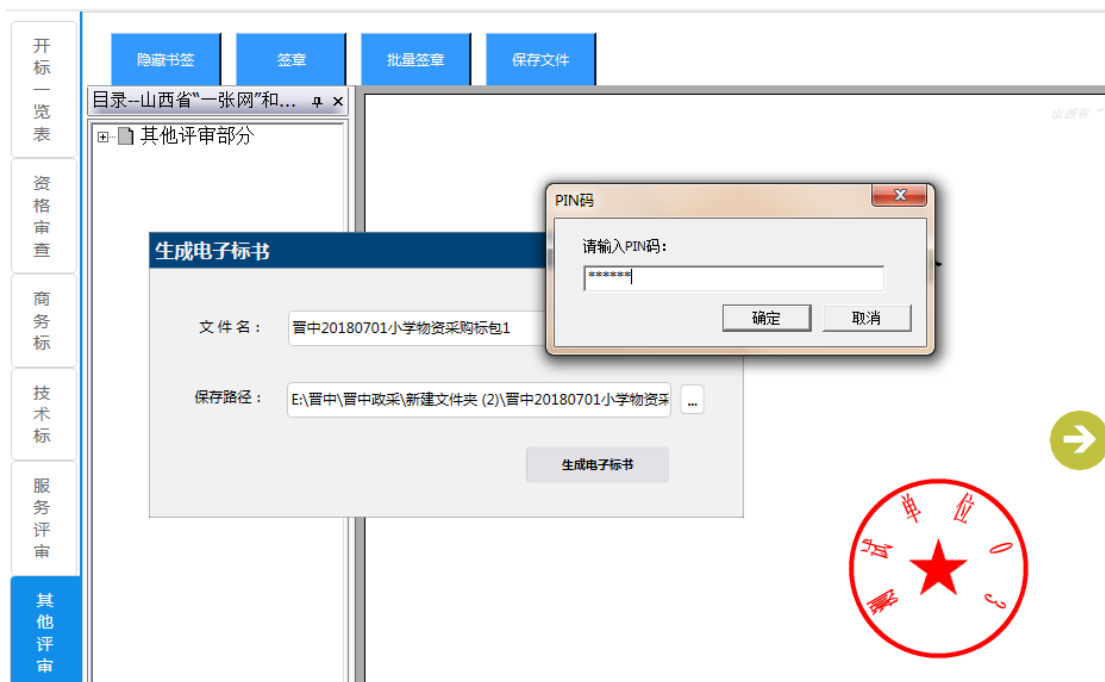 开标一览表
资格审查
商务标
技术标
服务评审
其他评审
隐藏书签
签章
批量签章
保存文件
目录--山西省“一张网”和...
其他评审部分
山西省“
生成电子标书
文件名：
晋中20180701小学物资采购标包1
保存路径：
E:\晋中\晋中政采\新建文件夹 (2)\晋中20180701小学物资采
...
生成电子标书
PIN码
请输入PIN码：
******
确定
取消
测试单位03